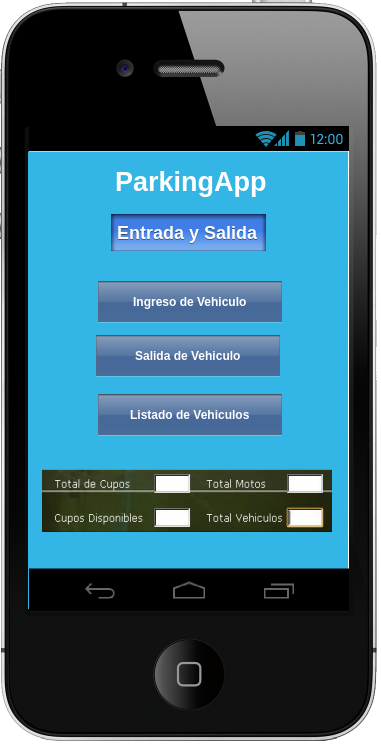 12:00
ParkingApp
Entrada y Salida
Ingreso de Vehiculo
Salida de Vehiculo
Listado de Vehiculos
Total de Cupos Total Motos
Cupos Disponibles Total Vehiculos